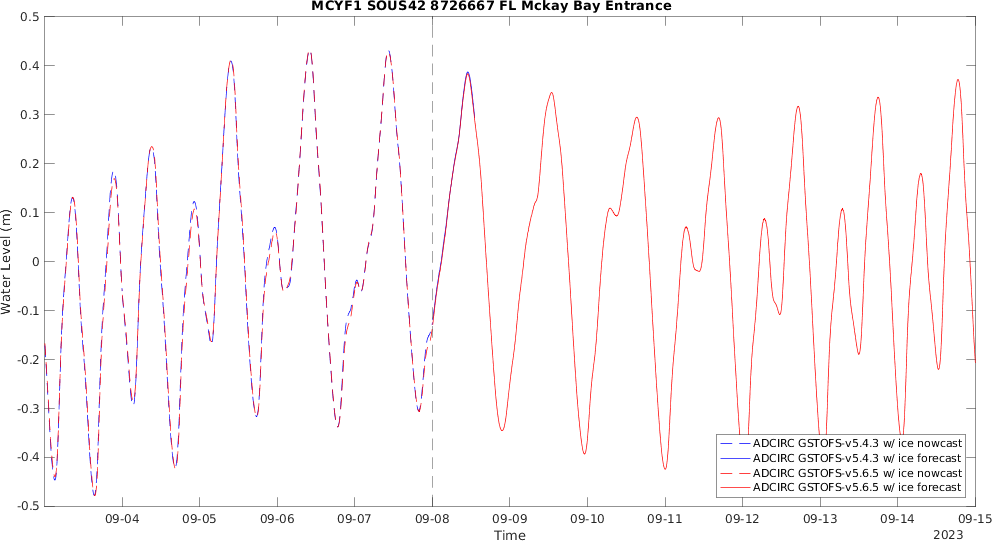 MCYF1 SOUS42 8726667 FL Mckay Bay Entrance
0.5
0.4
0.3
0.2
0.1
0
-0.1
-0.2
-0.3
-0.4
-0.5
Water Level (m)
ADCIRC GSTOFS-v5.4.3 w/ ice nowcast
ADCIRC GSTOFS-v5.4.3 w/ ice forecast
ADCIRC GSTOFS-v5.6.5 w/ ice nowcast
ADCIRC GSTOFS-v5.6.5 w/ ice forecast
09-04 09-05 09-06 09-07 09-08 09-09 09-10 09-11 09-12 09-13 09-14 09-15
Time
2023